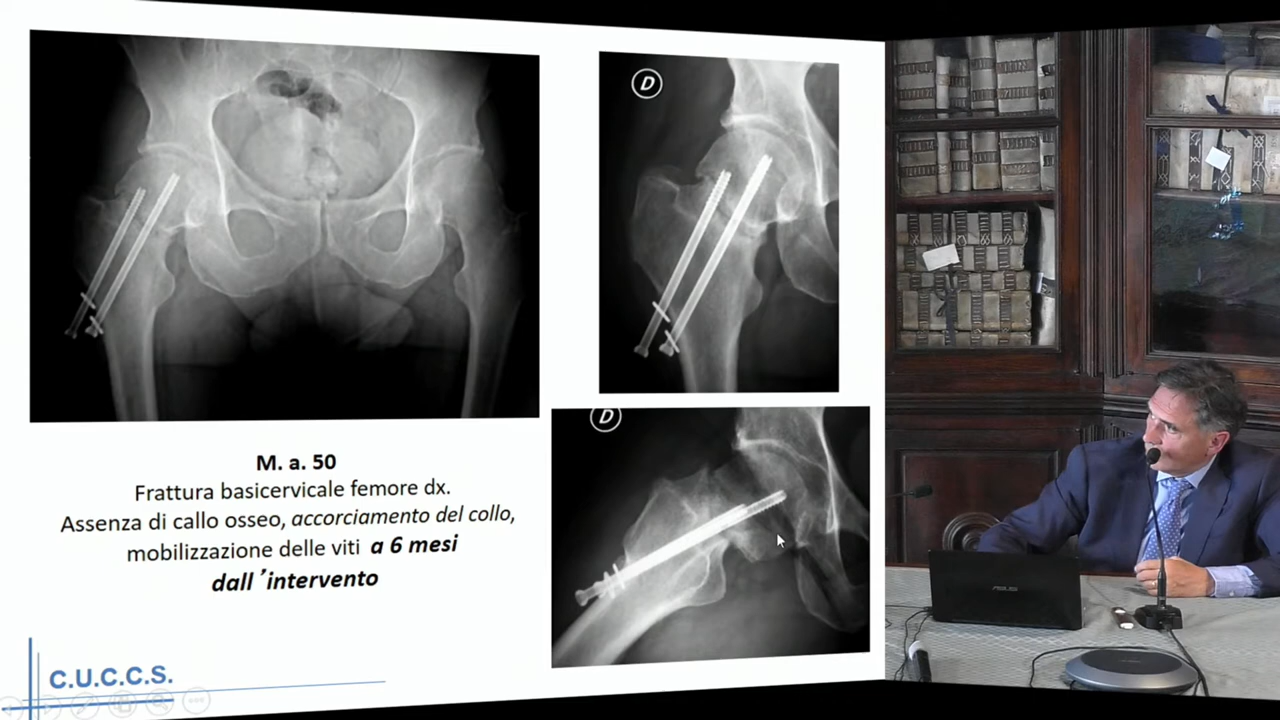 D
D
M. a. 50
Frattura basicervicale femore dx.
Assenza di callo osseo, accorciamento del collo,
mobilizzazione delle viti a 6 mesi
dall'intervento
C.U.C.C.S.
ASUS